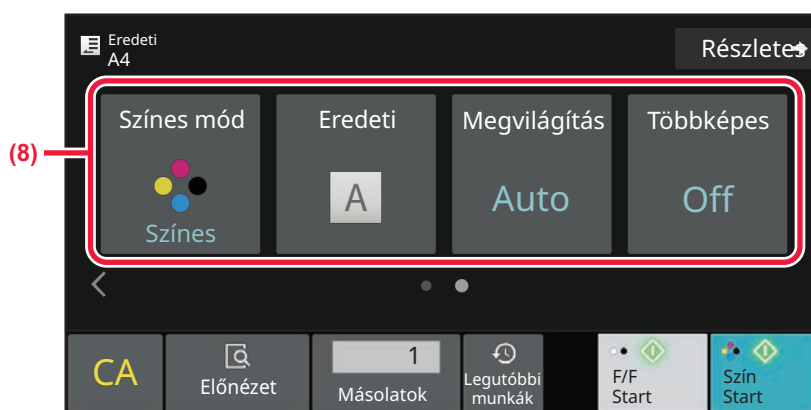 Eredeti
A4
Részletes
(8)
Színes mód
Eredeti
Megvilágítás
Többképes
A
Színes
Auto
Off
CA
Előnézet
1
Másolatok
Legutóbbi
munkák
F/F
Start
Szín
Start